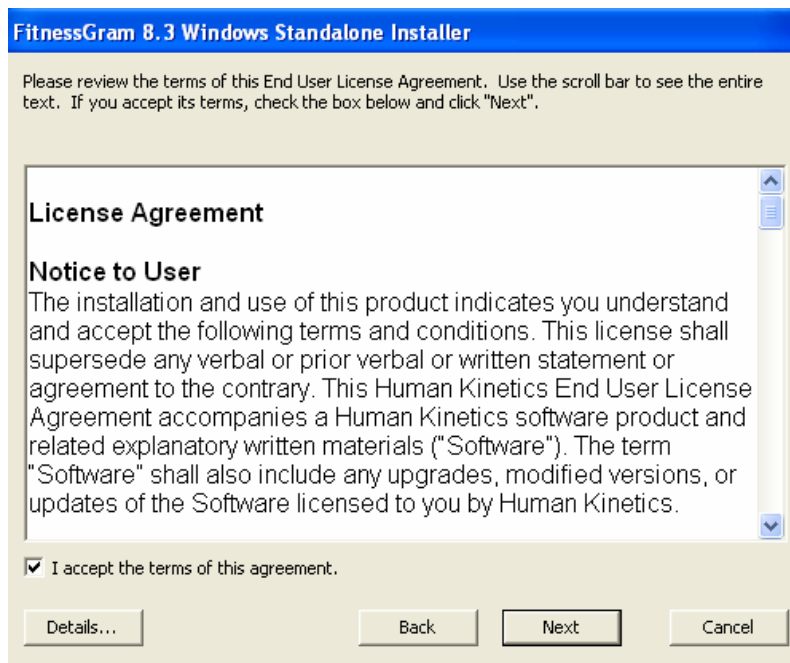 FitnessGram 8.3 Windows Standalone Installer
Please review the terms of this End User License Agreement.  Use the scroll bar to see the entire
text.  If you accept its terms, check the box below and click "Next".
License Agreement
Notice to User
The installation and use of this product indicates you understand
and accept the following terms and conditions. This license shall
supersede any verbal or prior verbal or written statement or
agreement to the contrary. This Human Kinetics End User License
Agreement accompanies a Human Kinetics software product and
related explanatory written materials ("Software"). The term
"Software" shall also include any upgrades, modified versions, or
updates of the Software licensed to you by Human Kinetics.
I accept the terms of this agreement.
Details... Back Next Cancel